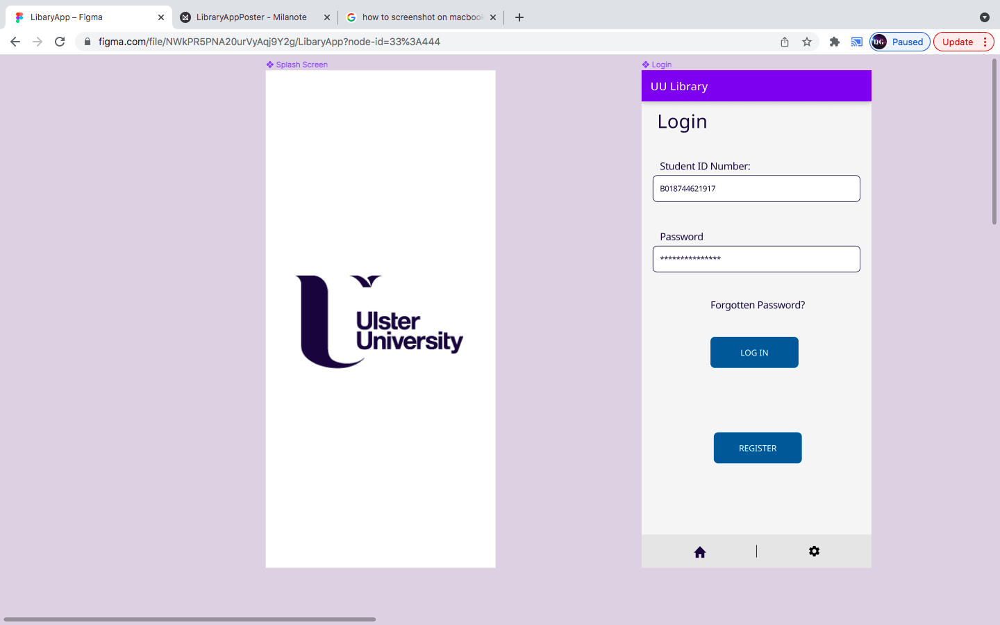 LibaryApp – Figma
LibraryAppPoster - Milanote
how to screenshot on macboo
figma.com/file/NWkPR5PNA20urVyAqj9Y2g/LibaryApp?node-id=33%3A444
DG
Paused
Update
Splash Screen
Login
UU Library
Login
Student ID Number:
B018744621917
Password
***************
Forgotten Password?
LOG IN
REGISTER
Ulster
University